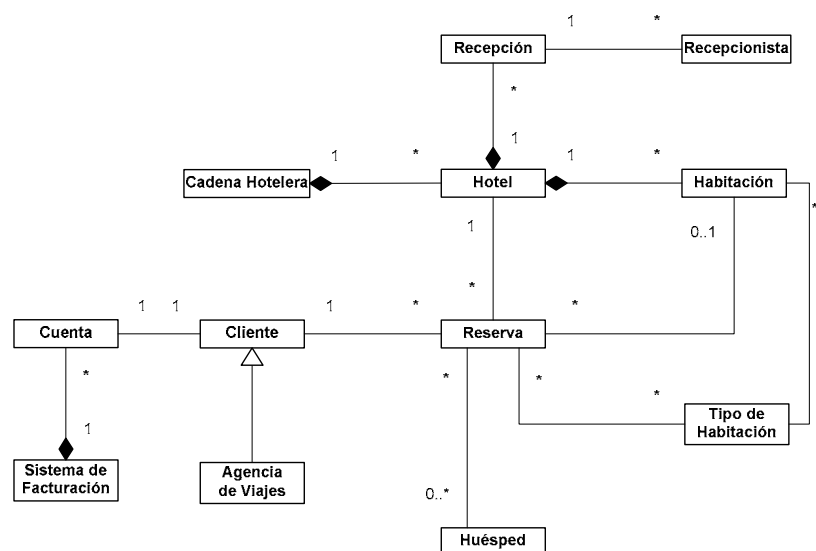 1 *
Recepción Recepcionista
*
1
1 * 1 *
Cadena Hotelera Hotel Habitación
*
1 0..1
* *
1 1 1 *
Cuenta Cliente Reserva
* * *
*
1
Tipo de
Habitación
Sistema de
Facturación
Agencia
de Viajes
0..*
Huésped